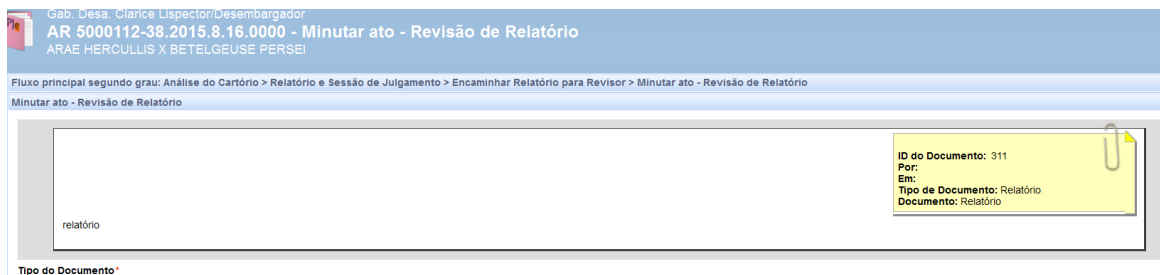 Gab. Desa. Clarice Lispector/Desembargador
AR 5000112-38.2015.8.16.0000 - Minutar ato - Revisão de Relatório
ARAE HERCULLIS X BETELGEUSE PERSEI
Fluxo principal segundo grau: Análise do Cartório > Relatório e Sessão de Julgamento > Encaminhar Relatório para Revisor > Minutar ato - Revisão de Relatório
Minutar ato - Revisão de Relatório
ID do Documento: 311
Por:
Em:
Tipo de Documento: Relatório
Documento: Relatório
relatório
Tipo do Documento*